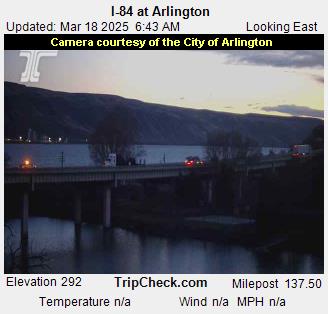 I-84 at Arlington
Updated: Mar 18 2025 6:43 AM Looking East
Camera courtesy of the City of Arlington
Elevation 292 TripCheck.com Milepost 137.50
Temperature n/a Wind n/a MPH n/a